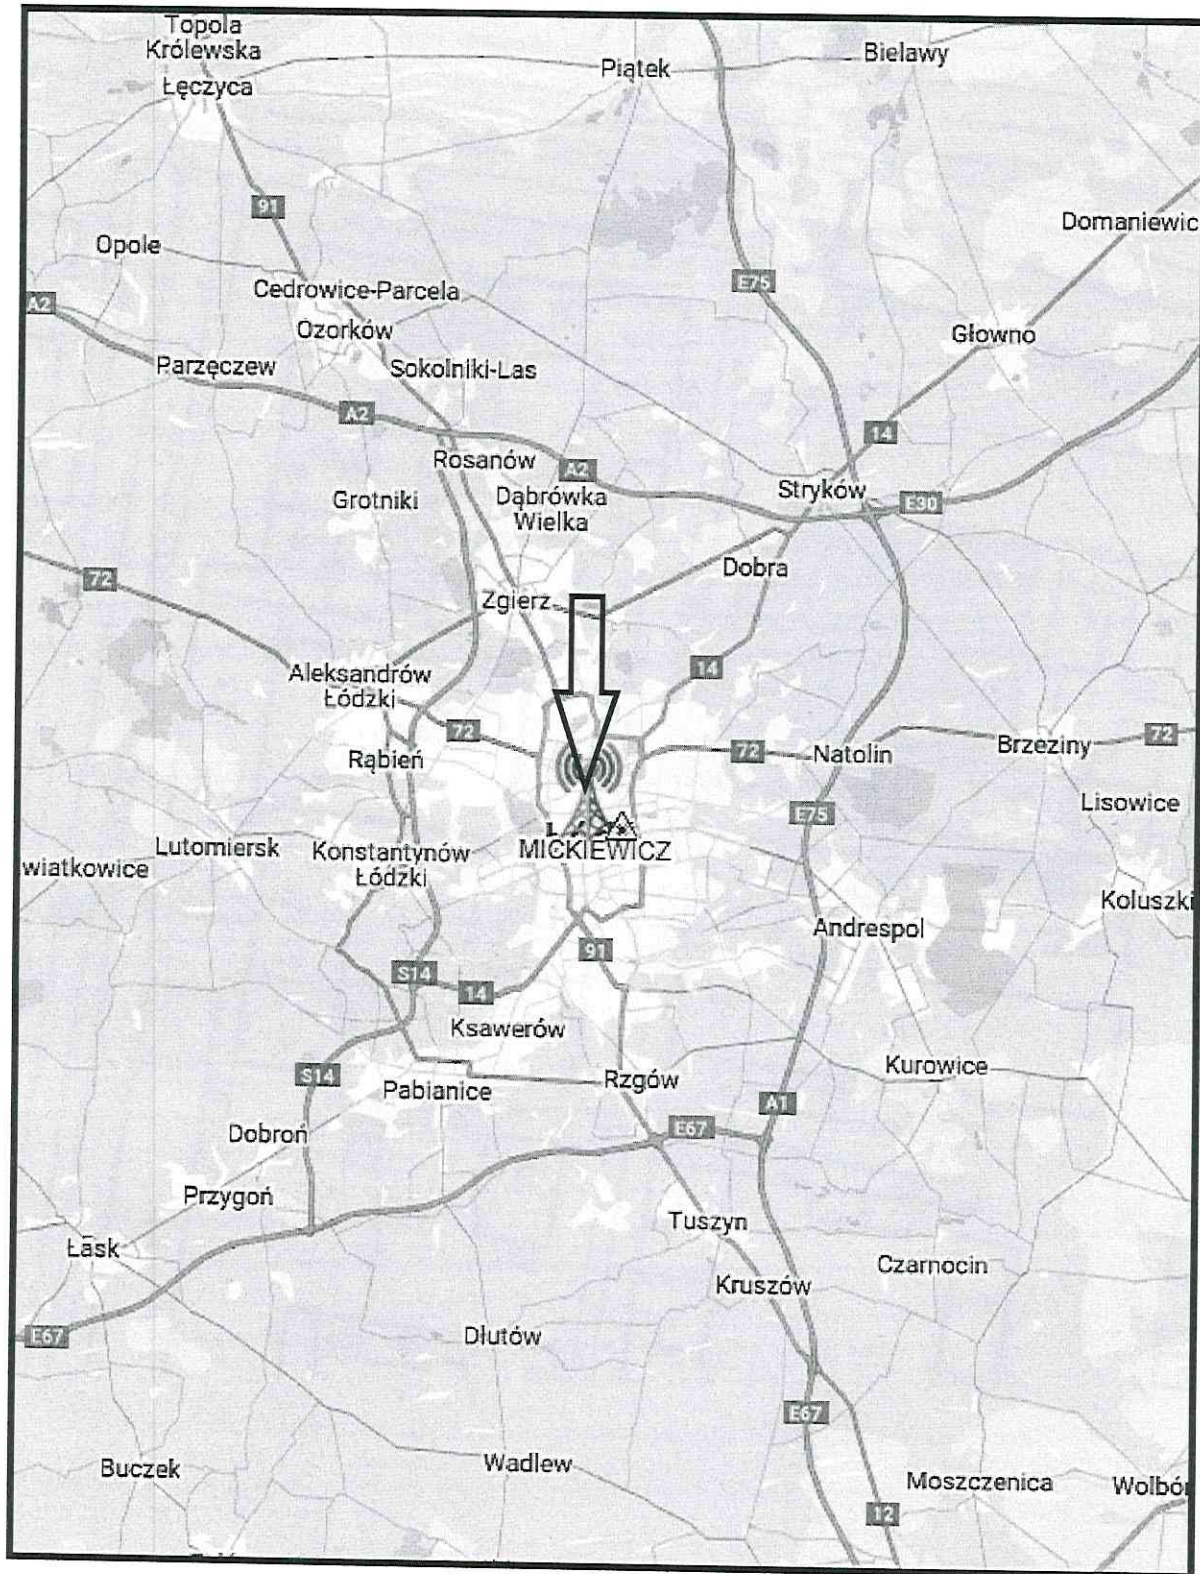 Topola
Królewska
Łęczyca
Piątek
Bielawy
91
Domaniewic
Opole
E75
Cedrowice-Parcela
A2
Ozorków
Głowno
Parzęczew
Sokolniki-Las
A2
14
Rosanów
A2
Stryków
Grotniki
Dąbrówka
Wielka
E30
Dobra
72
Zgierz
14
Aleksandrów
Łódzki
72
72
Natolin
Brzeziny
72
Rąbień
Lisowice
E75
Lutomiersk
Konstantynów
Łódzki
MICKIEWICZ
wiatkowice
Koluszki
Andrespol
91
S14
14
Ksawerów
Kurowice
S14
Pabianice
Rzgów
A1
E67
Dobroń
Przygoń
Tuszyn
Łask
Czarnocin
Kruszów
E67
Dłutów
E67
Buczek
Wadlew
Moszczenica
Wolbór
12